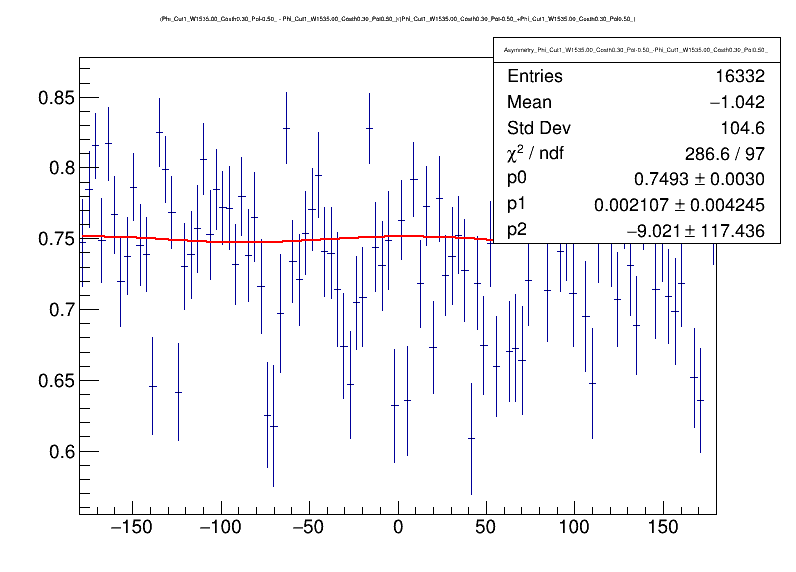 (Phi_Cut1_W1535.00_Costh0.30_Pol-0.50_ - Phi_Cut1_W1535.00_Costh0.30_Pol0.50_)/(Phi_Cut1_W1535.00_Costh0.30_Pol-0.50_+Phi_Cut1_W1535.00_Costh0.30_Pol0.50_)
Asymmetry_Phi_Cut1_W1535.00_Costh0.30_Pol-0.50_-Phi_Cut1_W1535.00_Costh0.30_Pol0.50_
Entries 16332
Mean −1.042
Std Dev 104.6
χ² / ndf 286.6 / 97
p0 0.7493 ± 0.0030
p1 0.002107 ± 0.004245
p2 −9.021 ± 117.436
0.85
0.8
0.75
0.7
0.65
0.6
−150 −100 −50 0 50 100 150